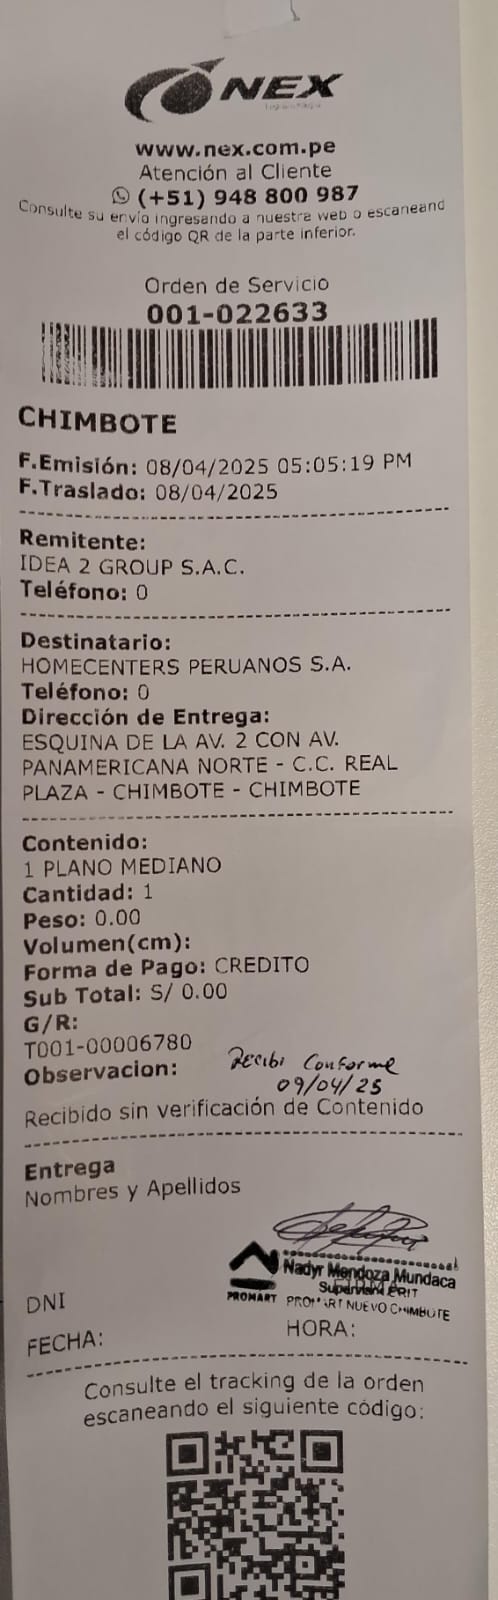 NEX
www.nex.com.pe
Atención al Cliente
(+51) 948 800 987
Consulte su envío ingresando a nuestra web o escaneand
el código QR de la parte inferior.
Orden de Servicio
001-022633
CHIMBOTE
F.Emisión: 08/04/2025 05:05:19 PM
F.Traslado: 08/04/2025
Remitente:
IDEA 2 GROUP S.A.C.
Teléfono: 0
Destinatario:
HOMECENTERS PERUANOS S.A.
Teléfono: 0
Dirección de Entrega:
ESQUINA DE LA AV. 2 CON AV.
PANAMERICANA NORTE - C.C. REAL
PLAZA - CHIMBOTE - CHIMBOTE
Contenido:
1 PLANO MEDIANO
Cantidad: 1
Peso: 0.00
Volumen(cm):
Forma de Pago: CREDITO
Sub Total: S/ 0.00
G/R:
T001-00006780
Observacion: Recibi Conforme
09/04/25
Recibido sin verificación de Contenido
Entrega
Nombres y Apellidos
Nadyr Mendoza Mundaca
PROMART
PROMART NUEVO CHIMBOTE
DNI
FECHA: HORA:
Consulte el tracking de la orden
escaneando el siguiente código: